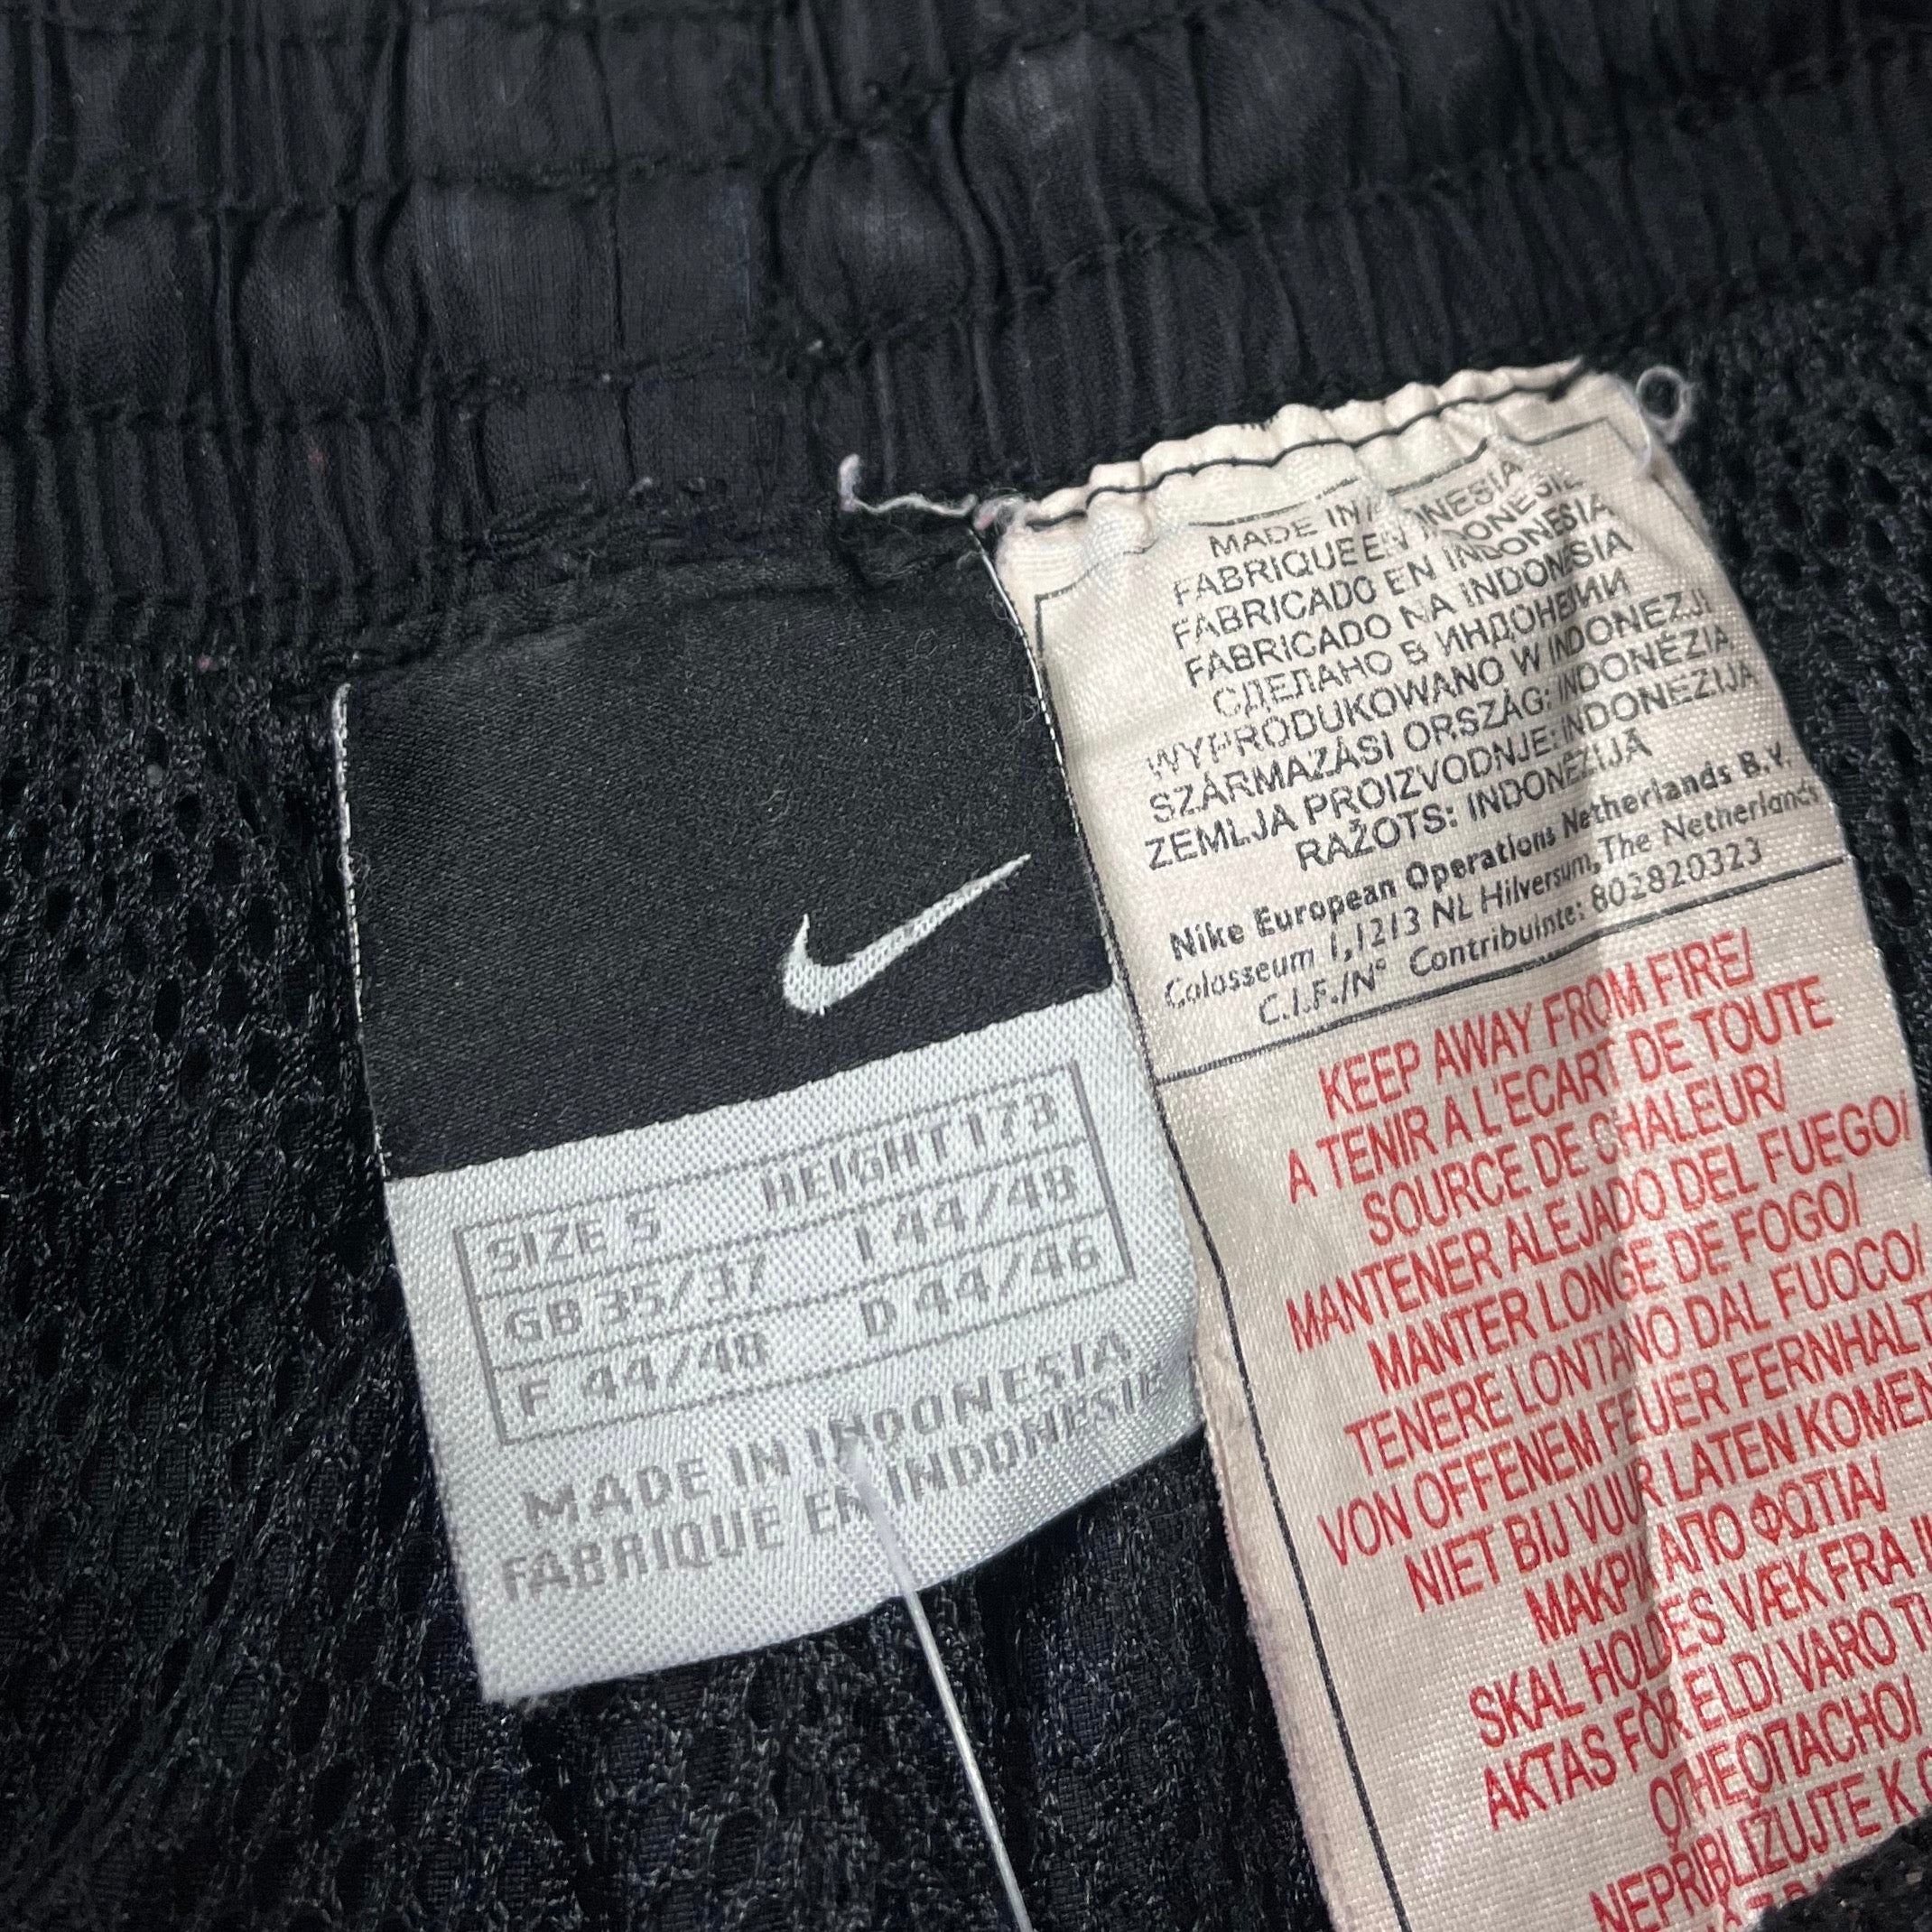 SIZE S HEIGHT 173
GB 35/37 I 44/48
F 44/48 D 44/46
MADE IN INDONESIA
FABRIQUE EN INDONESIE
MADE IN INDONESIA
FABRIQUE EN INDONESIE
FABRICADO EN INDONESIA
FABRICADO NA INDONESIA
СДЕЛАНО В ИНДОНЕЗИИ
WYPRODUKOWANO W INDONEZJI
SZÁRMAZÁSI ORSZÁG: INDONÉZIA
ZEMLJA PROIZVODNJE: INDONEZIJA
RAŽOTS: INDONĒZIJA
Nike European Operations Netherlands B.V.
Colosseum 1, 1213 NL Hilversum, The Netherlands
C.I.F./N° Contribuinte: 802820323
KEEP AWAY FROM FIRE/
A TENIR A L'ECART DE TOUTE
SOURCE DE CHALEUR/
MANTENER ALEJADO DEL FUEGO/
MANTER LONGE DE FOGO/
TENERE LONTANO DAL FUOCO/
VON OFFENEM FEUER FERNHALT
NIET BIJ VUUR LATEN KOMEN
ΜΑΚΡΙΑ ΑΠΟ ΦΩΤΙΑ/
SKAL HOLDES VÆK FRA
AKTAS FÖR ELD/ VARO
ОГНЕОПАСНО/
NEPRIBLIŽUJTE K